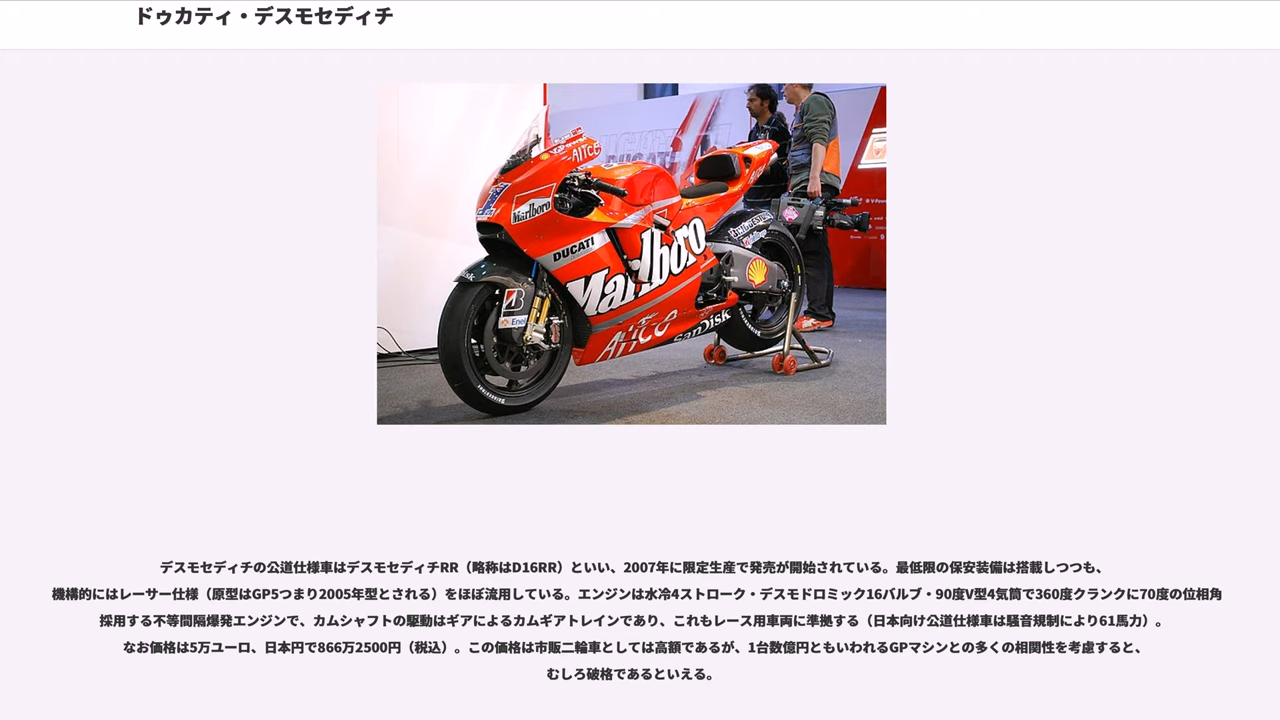 ドゥカティ・デスモセディチ
AITCE
1
Marlboro
DUCATI
Marlboro
BRIDGESTONE
B
Enel
AITCE
SanDisk
デスモセディチの公道仕様車はデスモセディチRR（略称はD16RR）といい、2007年に限定生産で発売が開始されている。最低限の保安装備は搭載しつつも、
機構的にはレーサー仕様（原型はGP5つまり2005年型とされる）をほぼ流用している。エンジンは水冷4ストローク・デスモドロミック16バルブ・90度V型4気筒で360度クランクに70度の位相角
採用する不等間隔爆発エンジンで、カムシャフトの駆動はギアによるカムギアトレインであり、これもレース用車両に準拠する（日本向け公道仕様車は騒音規制により61馬力）。
なお価格は5万ユーロ、日本円で866万2500円（税込）。この価格は市販二輪車としては高額であるが、1台数億円ともいわれるGPマシンとの多くの相関性を考慮すると、
むしろ破格であるといえる。